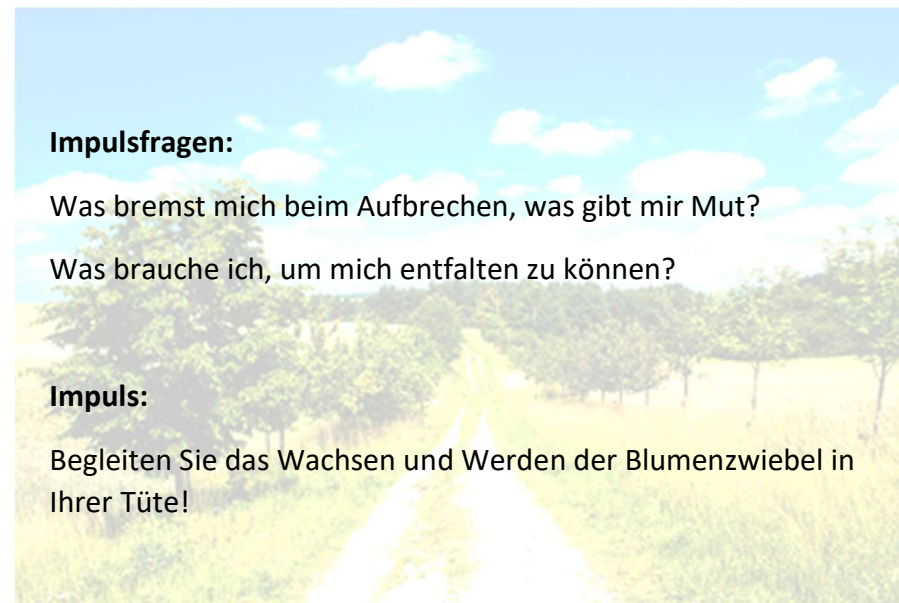 Impulsfragen:
Was bremst mich beim Aufbrechen, was gibt mir Mut?
Was brauche ich, um mich entfalten zu können?
Impuls:
Begleiten Sie das Wachsen und Werden der Blumenzwiebel in
Ihrer Tüte!